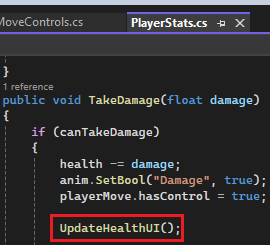 MoveControls.cs
PlayerStats.cs
}
1 reference
public void TakeDamage(float damage)
{
if (canTakeDamage)
{
health -= damage;
anim.SetBool("Damage", true);
playerMove.hasControl = true;
UpdateHealthUI();